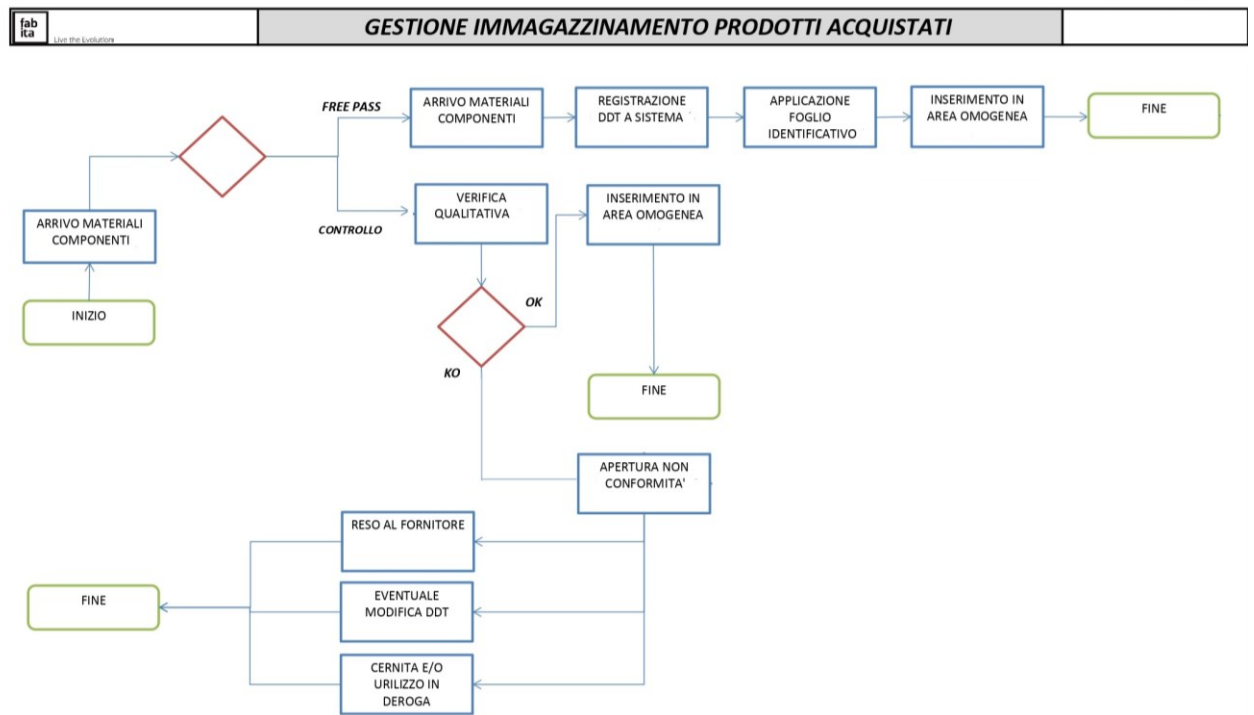 fab
ita
Live the Evolution
GESTIONE IMMAGAZZINAMENTO PRODOTTI ACQUISTATI
FREE PASS
ARRIVO MATERIALI
COMPONENTI
REGISTRAZIONE
DDT A SISTEMA
APPLICAZIONE
FOGLIO
IDENTIFICATIVO
INSERIMENTO IN
AREA OMOGENEA
FINE
ARRIVO MATERIALI
COMPONENTI
CONTROLLO
VERIFICA
QUALITATIVA
INSERIMENTO IN
AREA OMOGENEA
INIZIO
OK
KO
FINE
APERTURA NON
CONFORMITA'
RESO AL FORNITORE
FINE
EVENTUALE
MODIFICA DDT
CERNITA E/O
URILIZZO IN
DEROGA